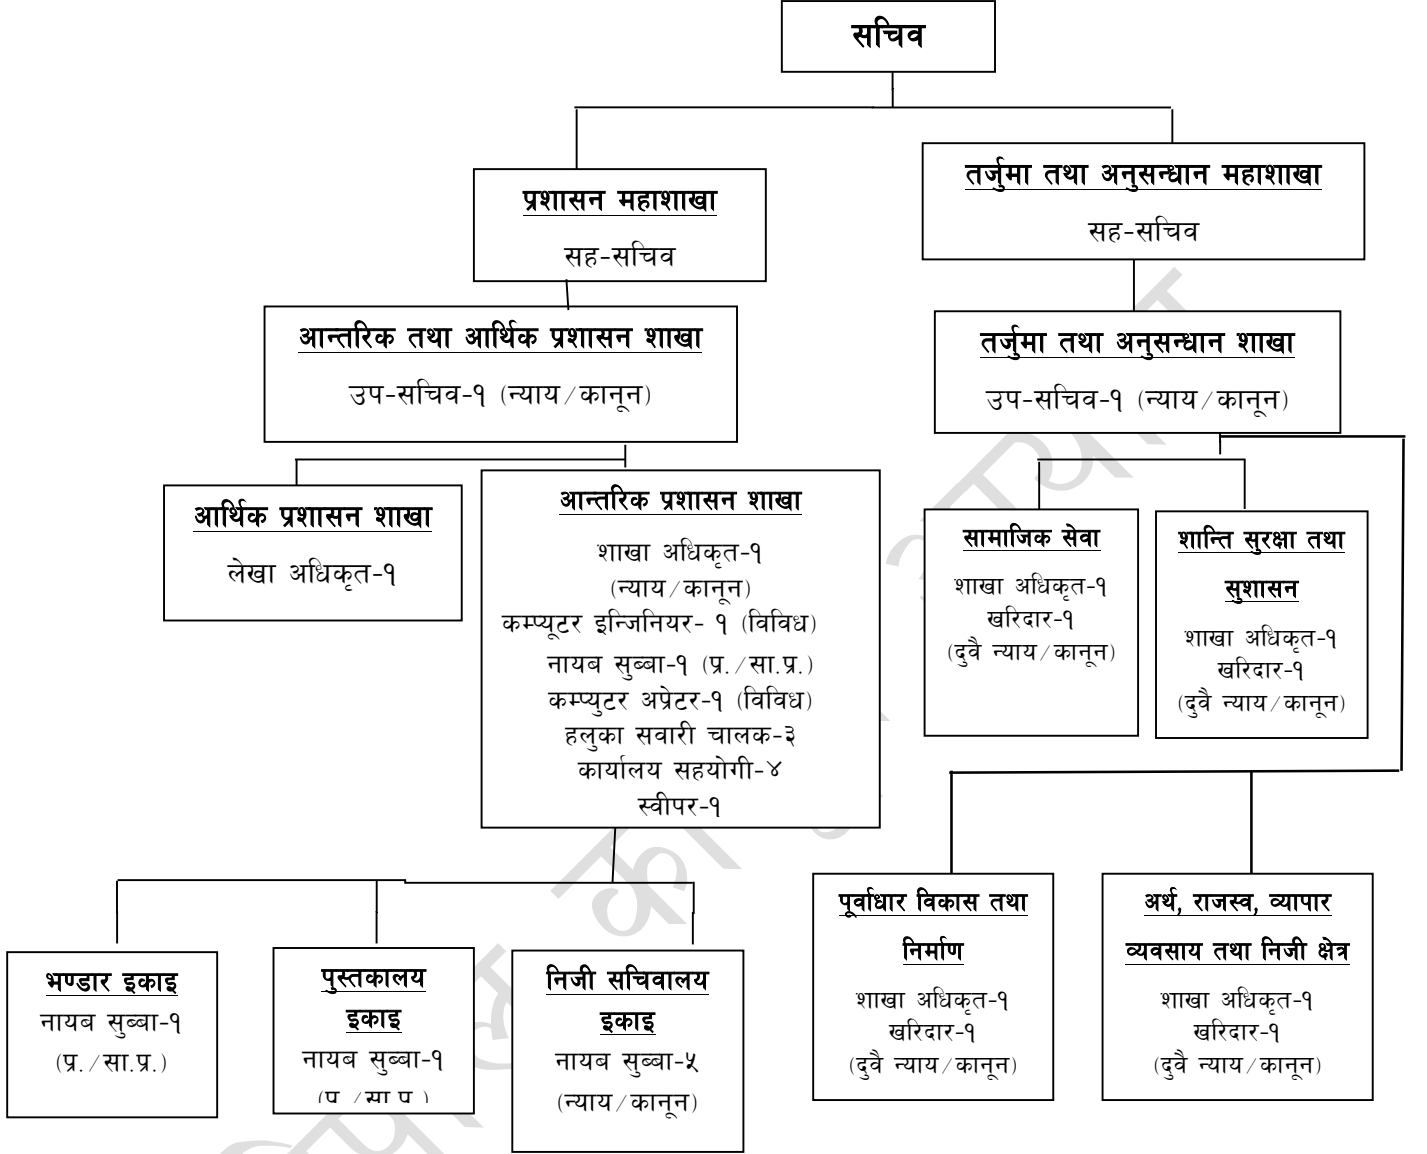 सचिव
प्रशासन महाशाखा
सह-सचिव
तर्जुमा तथा अनुसन्धान महाशाखा
सह-सचिव
आन्तरिक तथा आर्थिक प्रशासन शाखा
उप-सचिव-१ (न्याय/कानून)
तर्जुमा तथा अनुसन्धान शाखा
उप-सचिव-१ (न्याय/कानून)
आर्थिक प्रशासन शाखा
लेखा अधिकृत-१
आन्तरिक प्रशासन शाखा
शाखा अधिकृत-१
(न्याय/कानून)
कम्प्यूटर इन्जिनियर- १ (विविध)
नायब सुब्बा-१ (प्र./सा.प्र.)
कम्प्युटर अप्रेटर-१ (विविध)
हलुका सवारी चालक-३
कार्यालय सहयोगी-४
स्वीपर-१
सामाजिक सेवा
शाखा अधिकृत-१
खरिदार-१
(दुवै न्याय/कानून)
शान्ति सुरक्षा तथा
सुशासन
शाखा अधिकृत-१
खरिदार-१
(दुवै न्याय/कानून)
भण्डार इकाइ
नायब सुब्बा-१
(प्र./सा.प्र.)
पुस्तकालय
इकाइ
नायब सुब्बा-१
(प्र./सा.प्र.)
निजी सचिवालय
इकाइ
नायब सुब्बा-५
(न्याय/कानून)
पूर्वाधार विकास तथा
निर्माण
शाखा अधिकृत-१
खरिदार-१
(दुवै न्याय/कानून)
अर्थ, राजस्व, व्यापार
व्यवसाय तथा निजी क्षेत्र
शाखा अधिकृत-१
खरिदार-१
(दुवै न्याय/कानून)